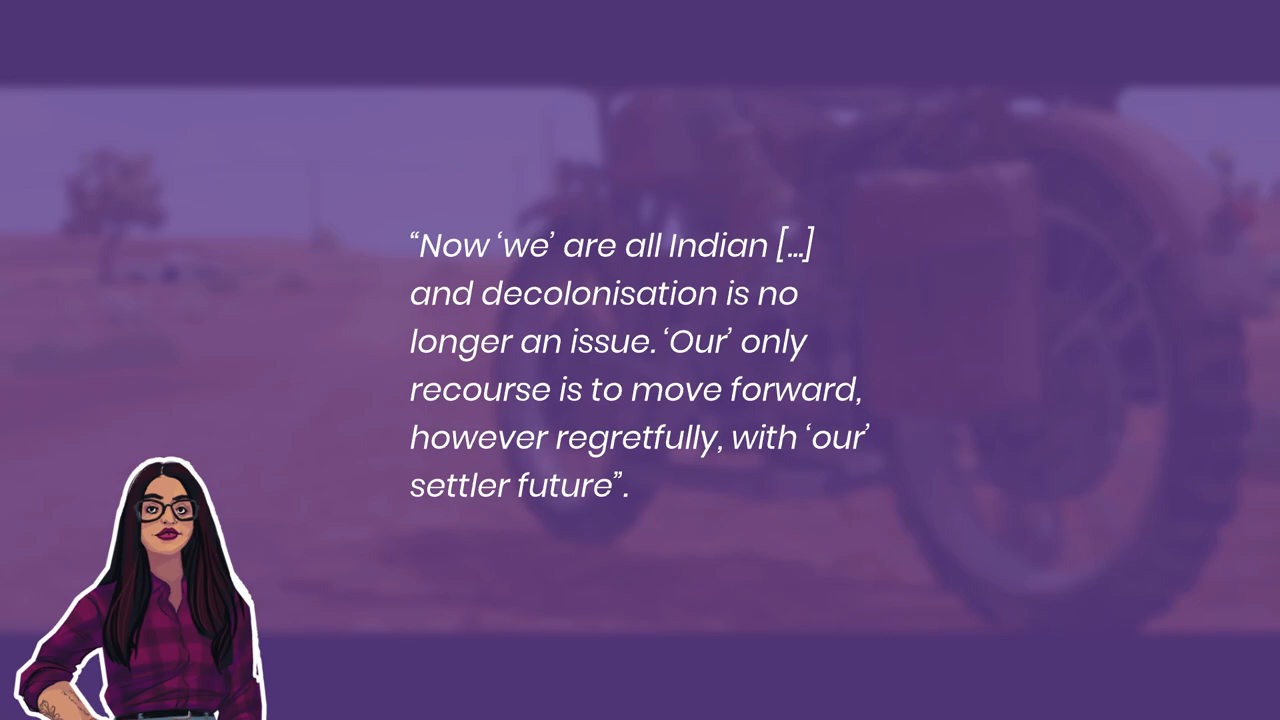 “Now ‘we’ are all Indian [...]
and decolonisation is no
longer an issue. ‘Our’ only
recourse is to move forward,
however regretfully, with ‘our’
settler future”.